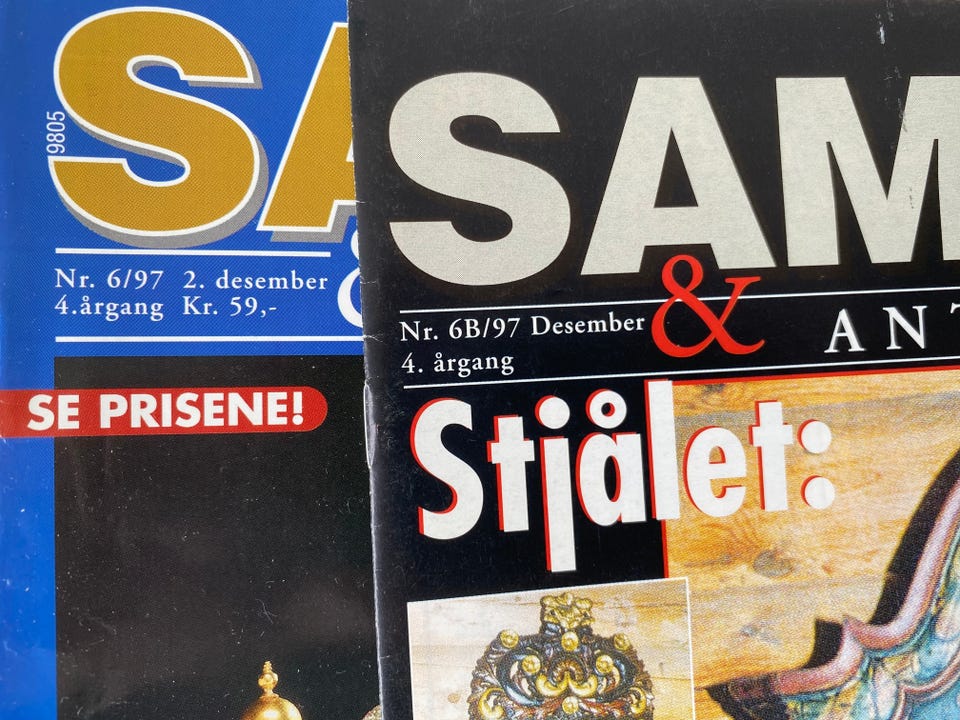 SA
9805
Nr. 6/97 2. desember
4.årgang Kr. 59,-
SE PRISENE!
SAM
& ANT
Nr. 6B/97 Desember
4. årgang
Stjålet: